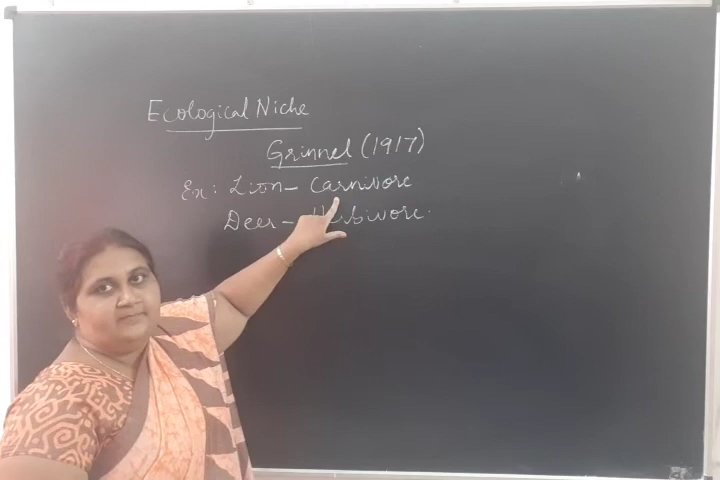 Ecological Niche
Grinnel (1917)
Ex: Lion - Carnivore
Deer - Herbivore.